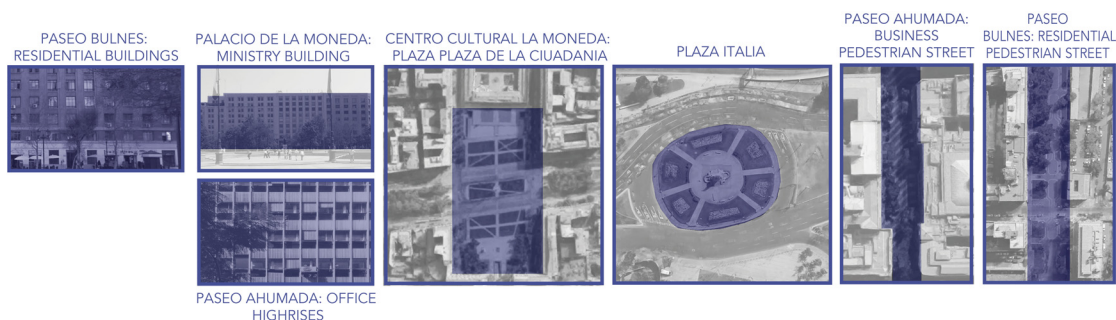 PASEO BULNES:
RESIDENTIAL BUILDINGS
PALACIO DE LA MONEDA:
MINISTRY BUILDING
PASEO AHUMADA: OFFICE
HIGHRISES
CENTRO CULTURAL LA MONEDA:
PLAZA PLAZA DE LA CIUADANIA
PLAZA ITALIA
PASEO AHUMADA:
BUSINESS
PEDESTRIAN STREET
PASEO
BULNES: RESIDENTIAL
PEDESTRIAN STREET